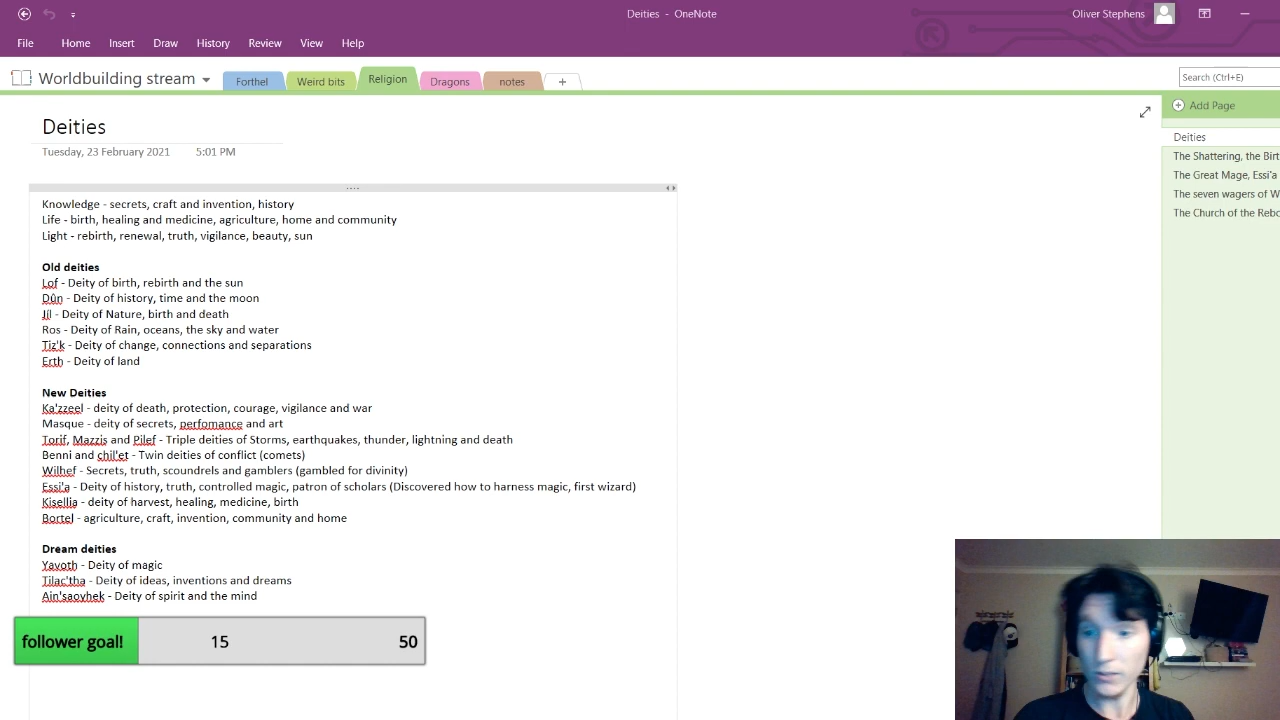 Deities - OneNote
Oliver Stephens
File Home Insert Draw History Review View Help
Worldbuilding stream
Forthel Weird bits Religion Dragons notes
Search (Ctrl+E)
Add Page
Deities
Tuesday, 23 February 2021 5:01 PM
Deities
The Shattering, the Birt
The Great Mage, Essi'a
The seven wagers of W
The Church of the Rebo
Knowledge - secrets, craft and invention, history
Life - birth, healing and medicine, agriculture, home and community
Light - rebirth, renewal, truth, vigilance, beauty, sun
Old deities
Lof - Deity of birth, rebirth and the sun
Dûn - Deity of history, time and the moon
Jíl - Deity of Nature, birth and death
Ros - Deity of Rain, oceans, the sky and water
Tiz'k - Deity of change, connections and separations
Erth - Deity of land
New Deities
Ka'zzeel - deity of death, protection, courage, vigilance and war
Masque - deity of secrets, perfomance and art
Torif, Mazzis and Pilef - Triple deities of Storms, earthquakes, thunder, lightning and death
Benni and chil'et - Twin deities of conflict (comets)
Wilhef - Secrets, truth, scoundrels and gamblers (gambled for divinity)
Essi'a - Deity of history, truth, controlled magic, patron of scholars (Discovered how to harness magic, first wizard)
Kisellia - deity of harvest, healing, medicine, birth
Bortel - agriculture, craft, invention, community and home
Dream deities
Yavoth - Deity of magic
Tilac'tha - Deity of ideas, inventions and dreams
Ain'saovhek - Deity of spirit and the mind
follower goal! 15 50